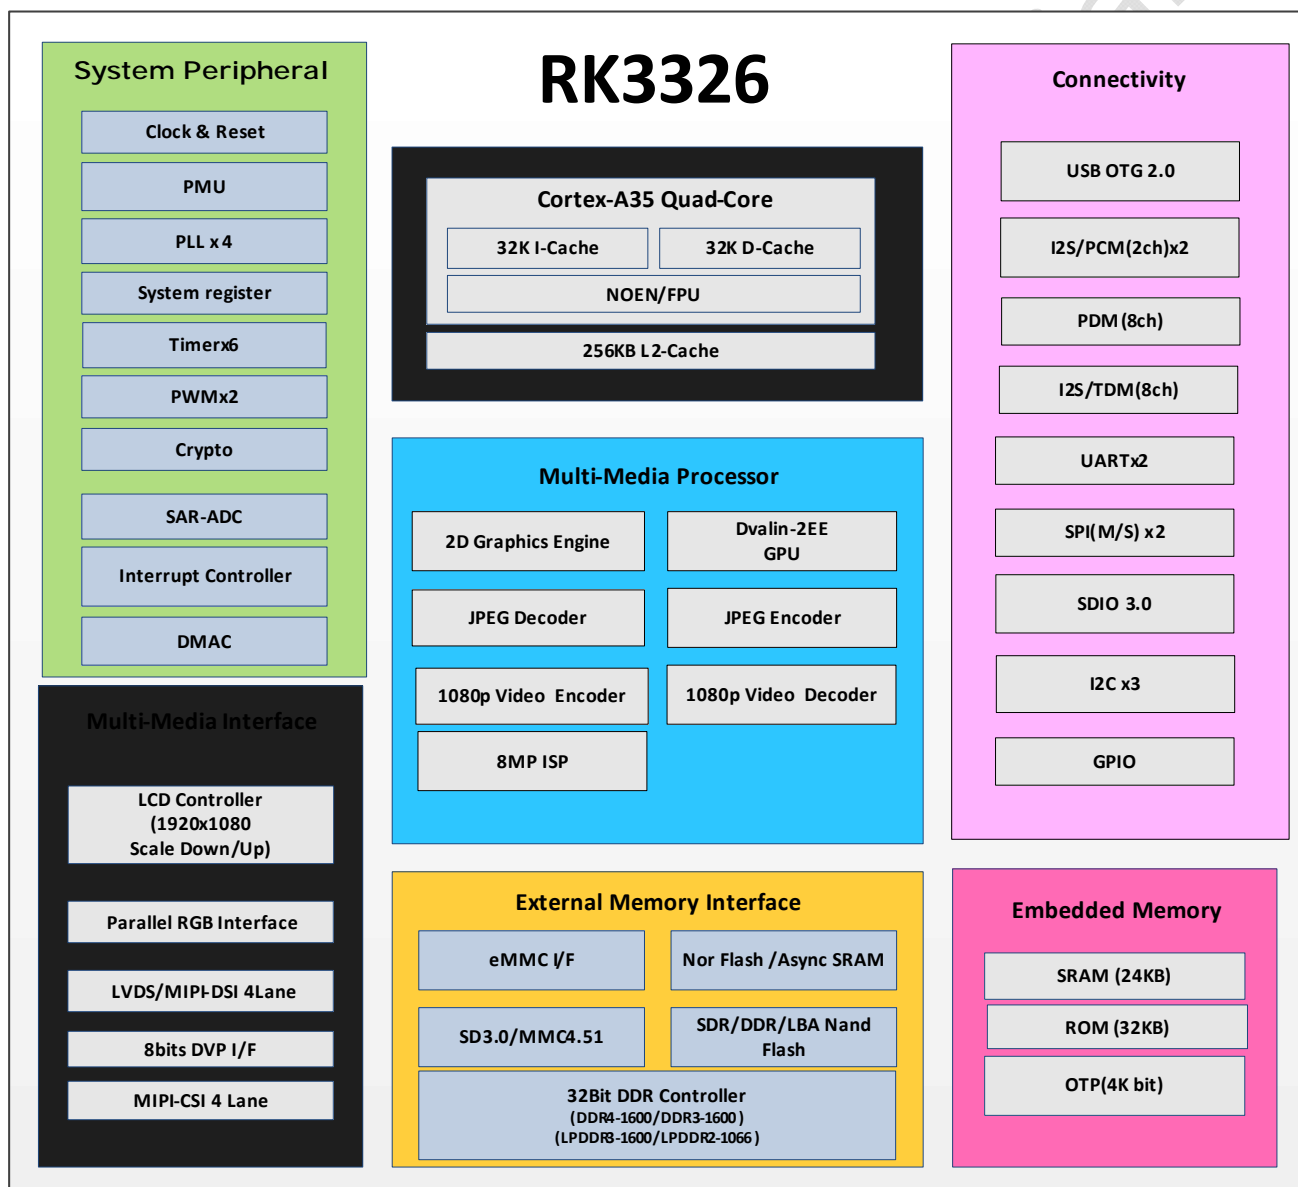 System Peripheral
Clock & Reset
PMU
PLL x 4
System register
Timerx6
PWMx2
Crypto
SAR-ADC
Interrupt Controller
DMAC
Multi-Media Interface
LCD Controller
(1920x1080
Scale Down/Up)
Parallel RGB Interface
LVDS/MIPI-DSI 4Lane
8bits DVP I/F
MIPI-CSI 4 Lane
RK3326
Cortex-A35 Quad-Core
32K I-Cache
32K D-Cache
NOEN/FPU
256KB L2-Cache
Multi-Media Processor
2D Graphics Engine
Dvalin-2EE
GPU
JPEG Decoder
JPEG Encoder
1080p Video Encoder
1080p Video Decoder
8MP ISP
External Memory Interface
eMMC I/F
Nor Flash /Async SRAM
SD3.0/MMC4.51
SDR/DDR/LBA Nand
Flash
32Bit DDR Controller
(DDR4-1600/DDR3-1600)
(LPDDR3-1600/LPDDR2-1066)
Connectivity
USB OTG 2.0
I2S/PCM(2ch)x2
PDM(8ch)
I2S/TDM(8ch)
UARTx2
SPI(M/S) x2
SDIO 3.0
I2C x3
GPIO
Embedded Memory
SRAM (24KB)
ROM (32KB)
OTP(4K bit)